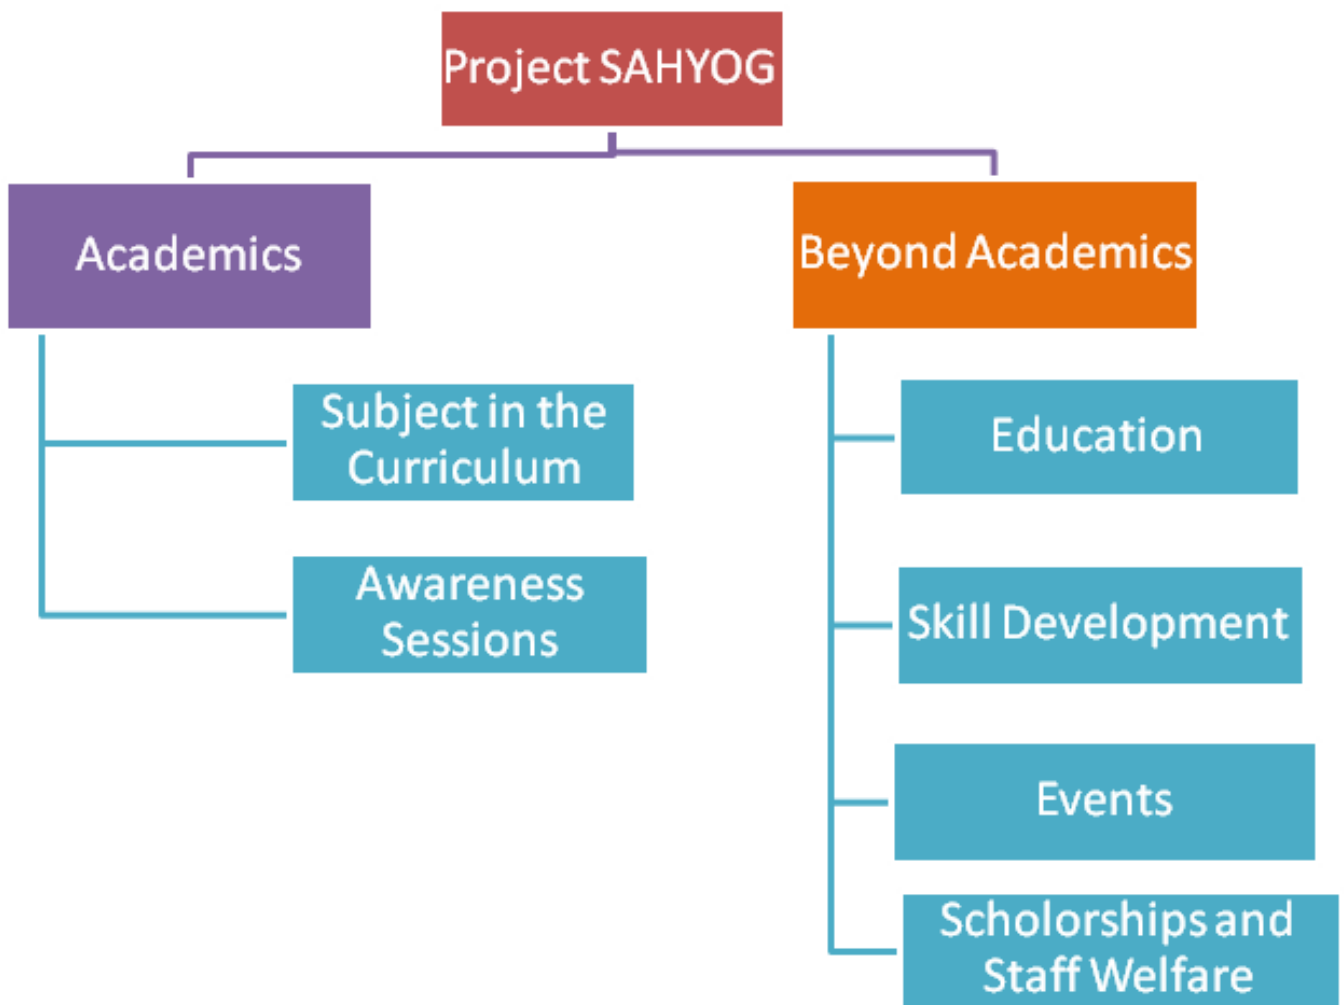 Project SAHYOG
Academics
Subject in the
Curriculum
Awareness
Sessions
Beyond Academics
Education
Skill Development
Events
Scholorships and
Staff Welfare